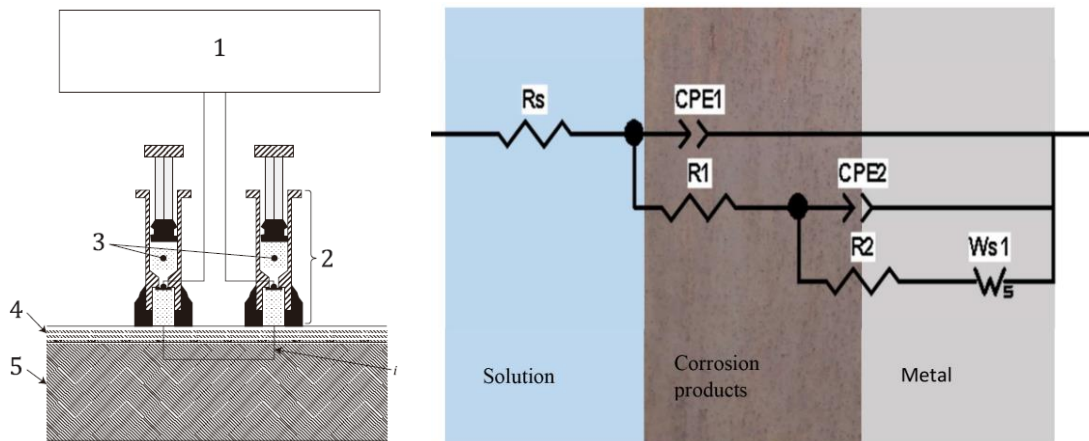 1
2
3
4
5
i
Rs
CPE1
R1
CPE2
R2
Ws1
W
s
Solution
Corrosion
products
Metal